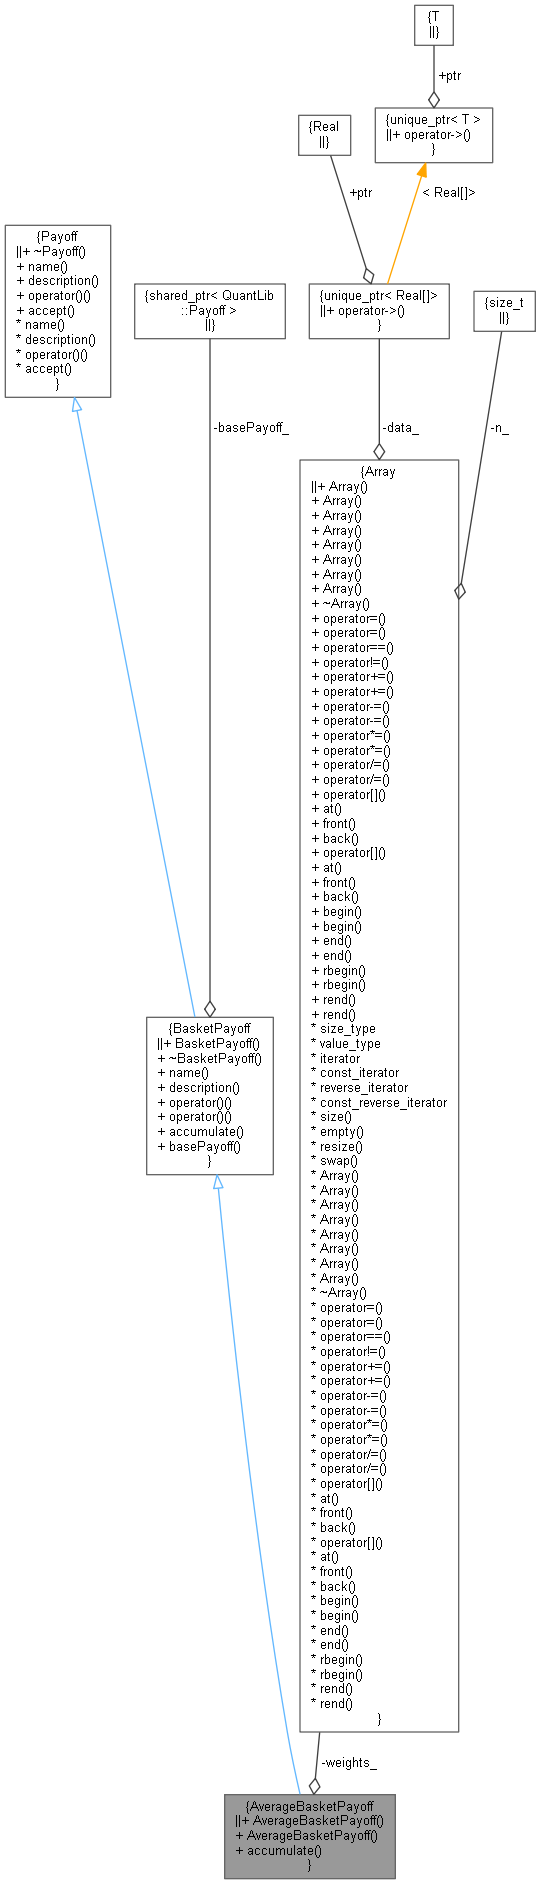 {T
||}
+ptr
{unique_ptr< T >
||+ operator->()
}
{Real
||}
+ptr
< Real[]>
{Payoff
||+ ~Payoff()
+ name()
+ description()
+ operator()()
+ accept()
* name()
* description()
* operator()()
* accept()
}
{shared_ptr< QuantLib
::Payoff >
||}
{unique_ptr< Real[]>
||+ operator->()
}
{size_t
||}
-basePayoff_
-data_
-n_
{Array
||+ Array()
+ Array()
+ Array()
+ Array()
+ Array()
+ Array()
+ Array()
+ Array()
+ ~Array()
+ operator=()
+ operator=()
+ operator==()
+ operator!=()
+ operator+=()
+ operator+=()
+ operator-=()
+ operator-=()
+ operator*=()
+ operator*=()
+ operator/=()
+ operator/=()
+ operator[]()
+ at()
+ front()
+ back()
+ operator[]()
+ at()
+ front()
+ back()
+ begin()
+ begin()
+ end()
+ end()
+ rbegin()
+ rbegin()
+ rend()
+ rend()
* size_type
* value_type
* iterator
* const_iterator
* reverse_iterator
* const_reverse_iterator
* size()
* empty()
* resize()
* swap()
* Array()
* Array()
* Array()
* Array()
* Array()
* Array()
* Array()
* Array()
* ~Array()
* operator=()
* operator=()
* operator==()
* operator!=()
* operator+=()
* operator+=()
* operator-=()
* operator-=()
* operator*=()
* operator*=()
* operator/=()
* operator/=()
* operator[]()
* at()
* front()
* back()
* operator[]()
* at()
* front()
* back()
* begin()
* begin()
* end()
* end()
* rbegin()
* rbegin()
* rend()
* rend()
}
{BasketPayoff
||+ BasketPayoff()
+ ~BasketPayoff()
+ name()
+ description()
+ operator()()
+ operator()()
+ accumulate()
+ basePayoff()
}
-weights_
{AverageBasketPayoff
||+ AverageBasketPayoff()
+ AverageBasketPayoff()
+ accumulate()
}